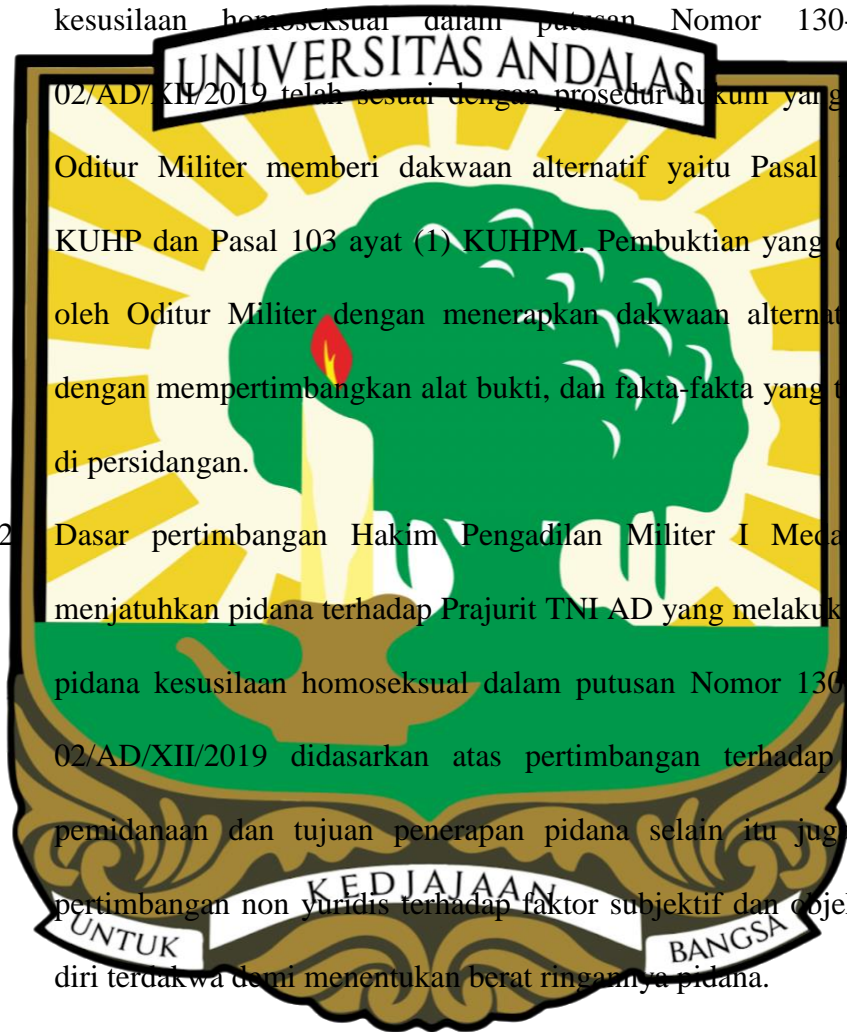 kesusilaan homoseksual dalam putusan Nomor 130-
UNIVERSITAS ANDALAS
02/AD/XII/2019 telah sesuai dengan prosedur hukum yang
Oditur Militer memberi dakwaan alternatif yaitu Pasal
KUHP dan Pasal 103 ayat (1) KUHPM. Pembuktian yang
oleh Oditur Militer dengan menerapkan dakwaan
dengan mempertimbangkan alat bukti, dan fakta-fakta yang
di persidangan.
2 Dasar pertimbangan Hakim Pengadilan Militer I
menjatuhkan pidana terhadap Prajurit TNI AD yang
pidana kesusilaan homoseksual dalam putusan Nomor 130
02/AD/XII/2019 didasarkan atas pertimbangan terhadap
pemidanaan dan tujuan penerapan pidana selain itu
KEDJAJAAN
pertimbangan non yuridis terhadap faktor subjektif dan
UNTUK BANGSA
diri terdakwa demi menentukan berat ringannya pidana.